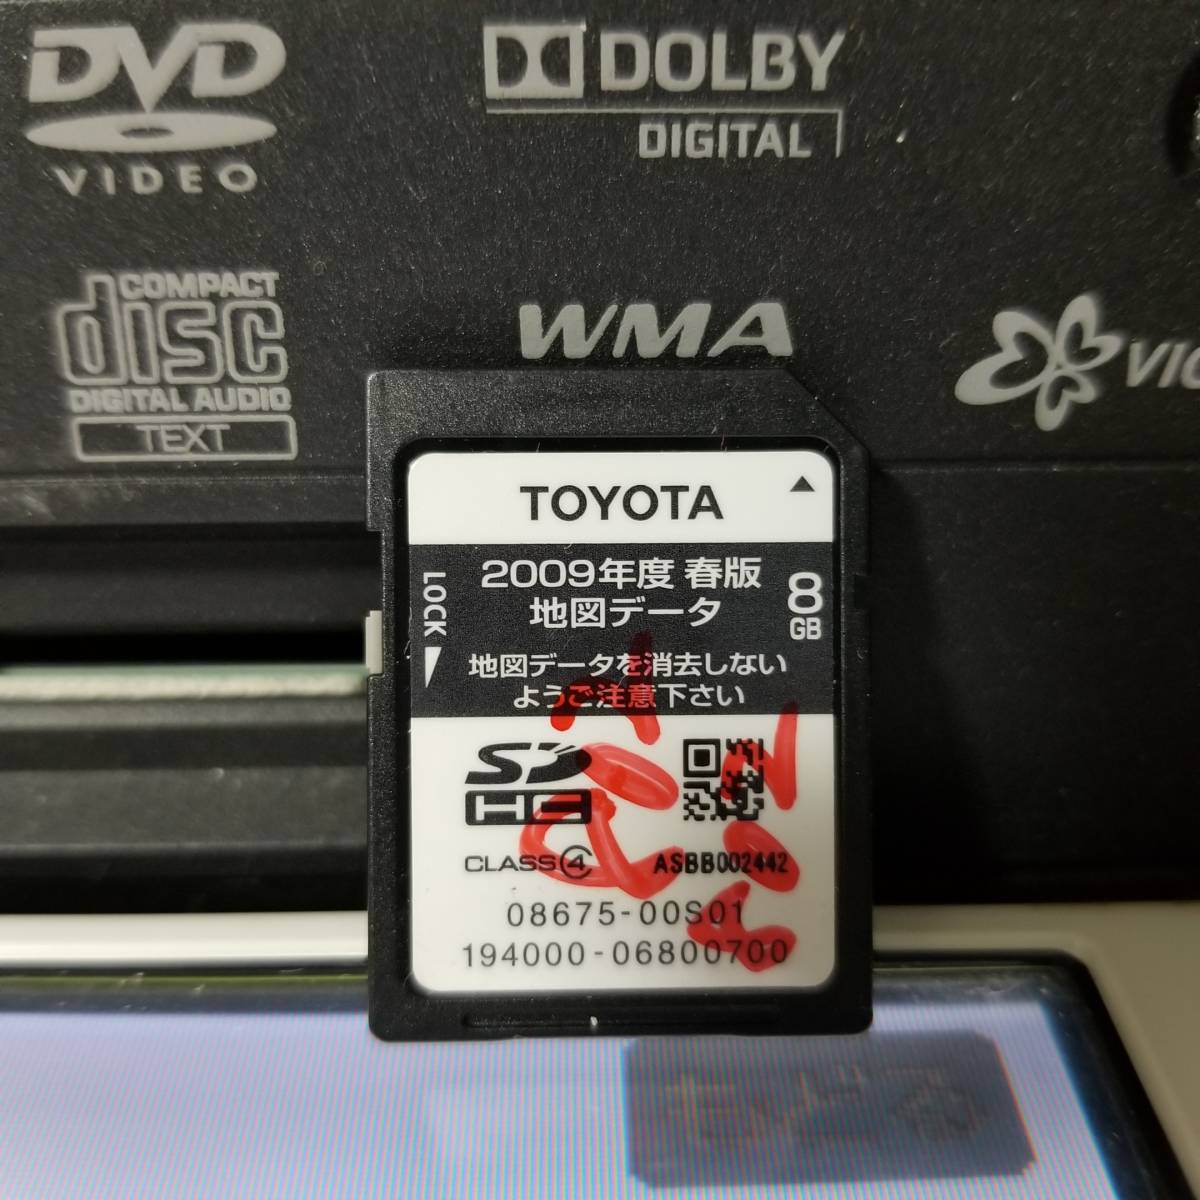 DVD
VIDEO
DOLBY
DIGITAL
COMPACT
disc
DIGITAL AUDIO
TEXT
WMA
TOYOTA
2009年度 春版
地図データ
8
GB
LOCK
地図データを消去しない
ようご注意下さい
SD
HC
CLASS④
ASBB002442
08675-00S01
194000-06800700